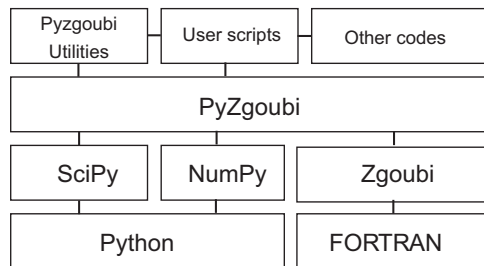 Pyzgoubi
Utilities
User scripts
Other codes
PyZgoubi
SciPy
NumPy
Zgoubi
Python
FORTRAN